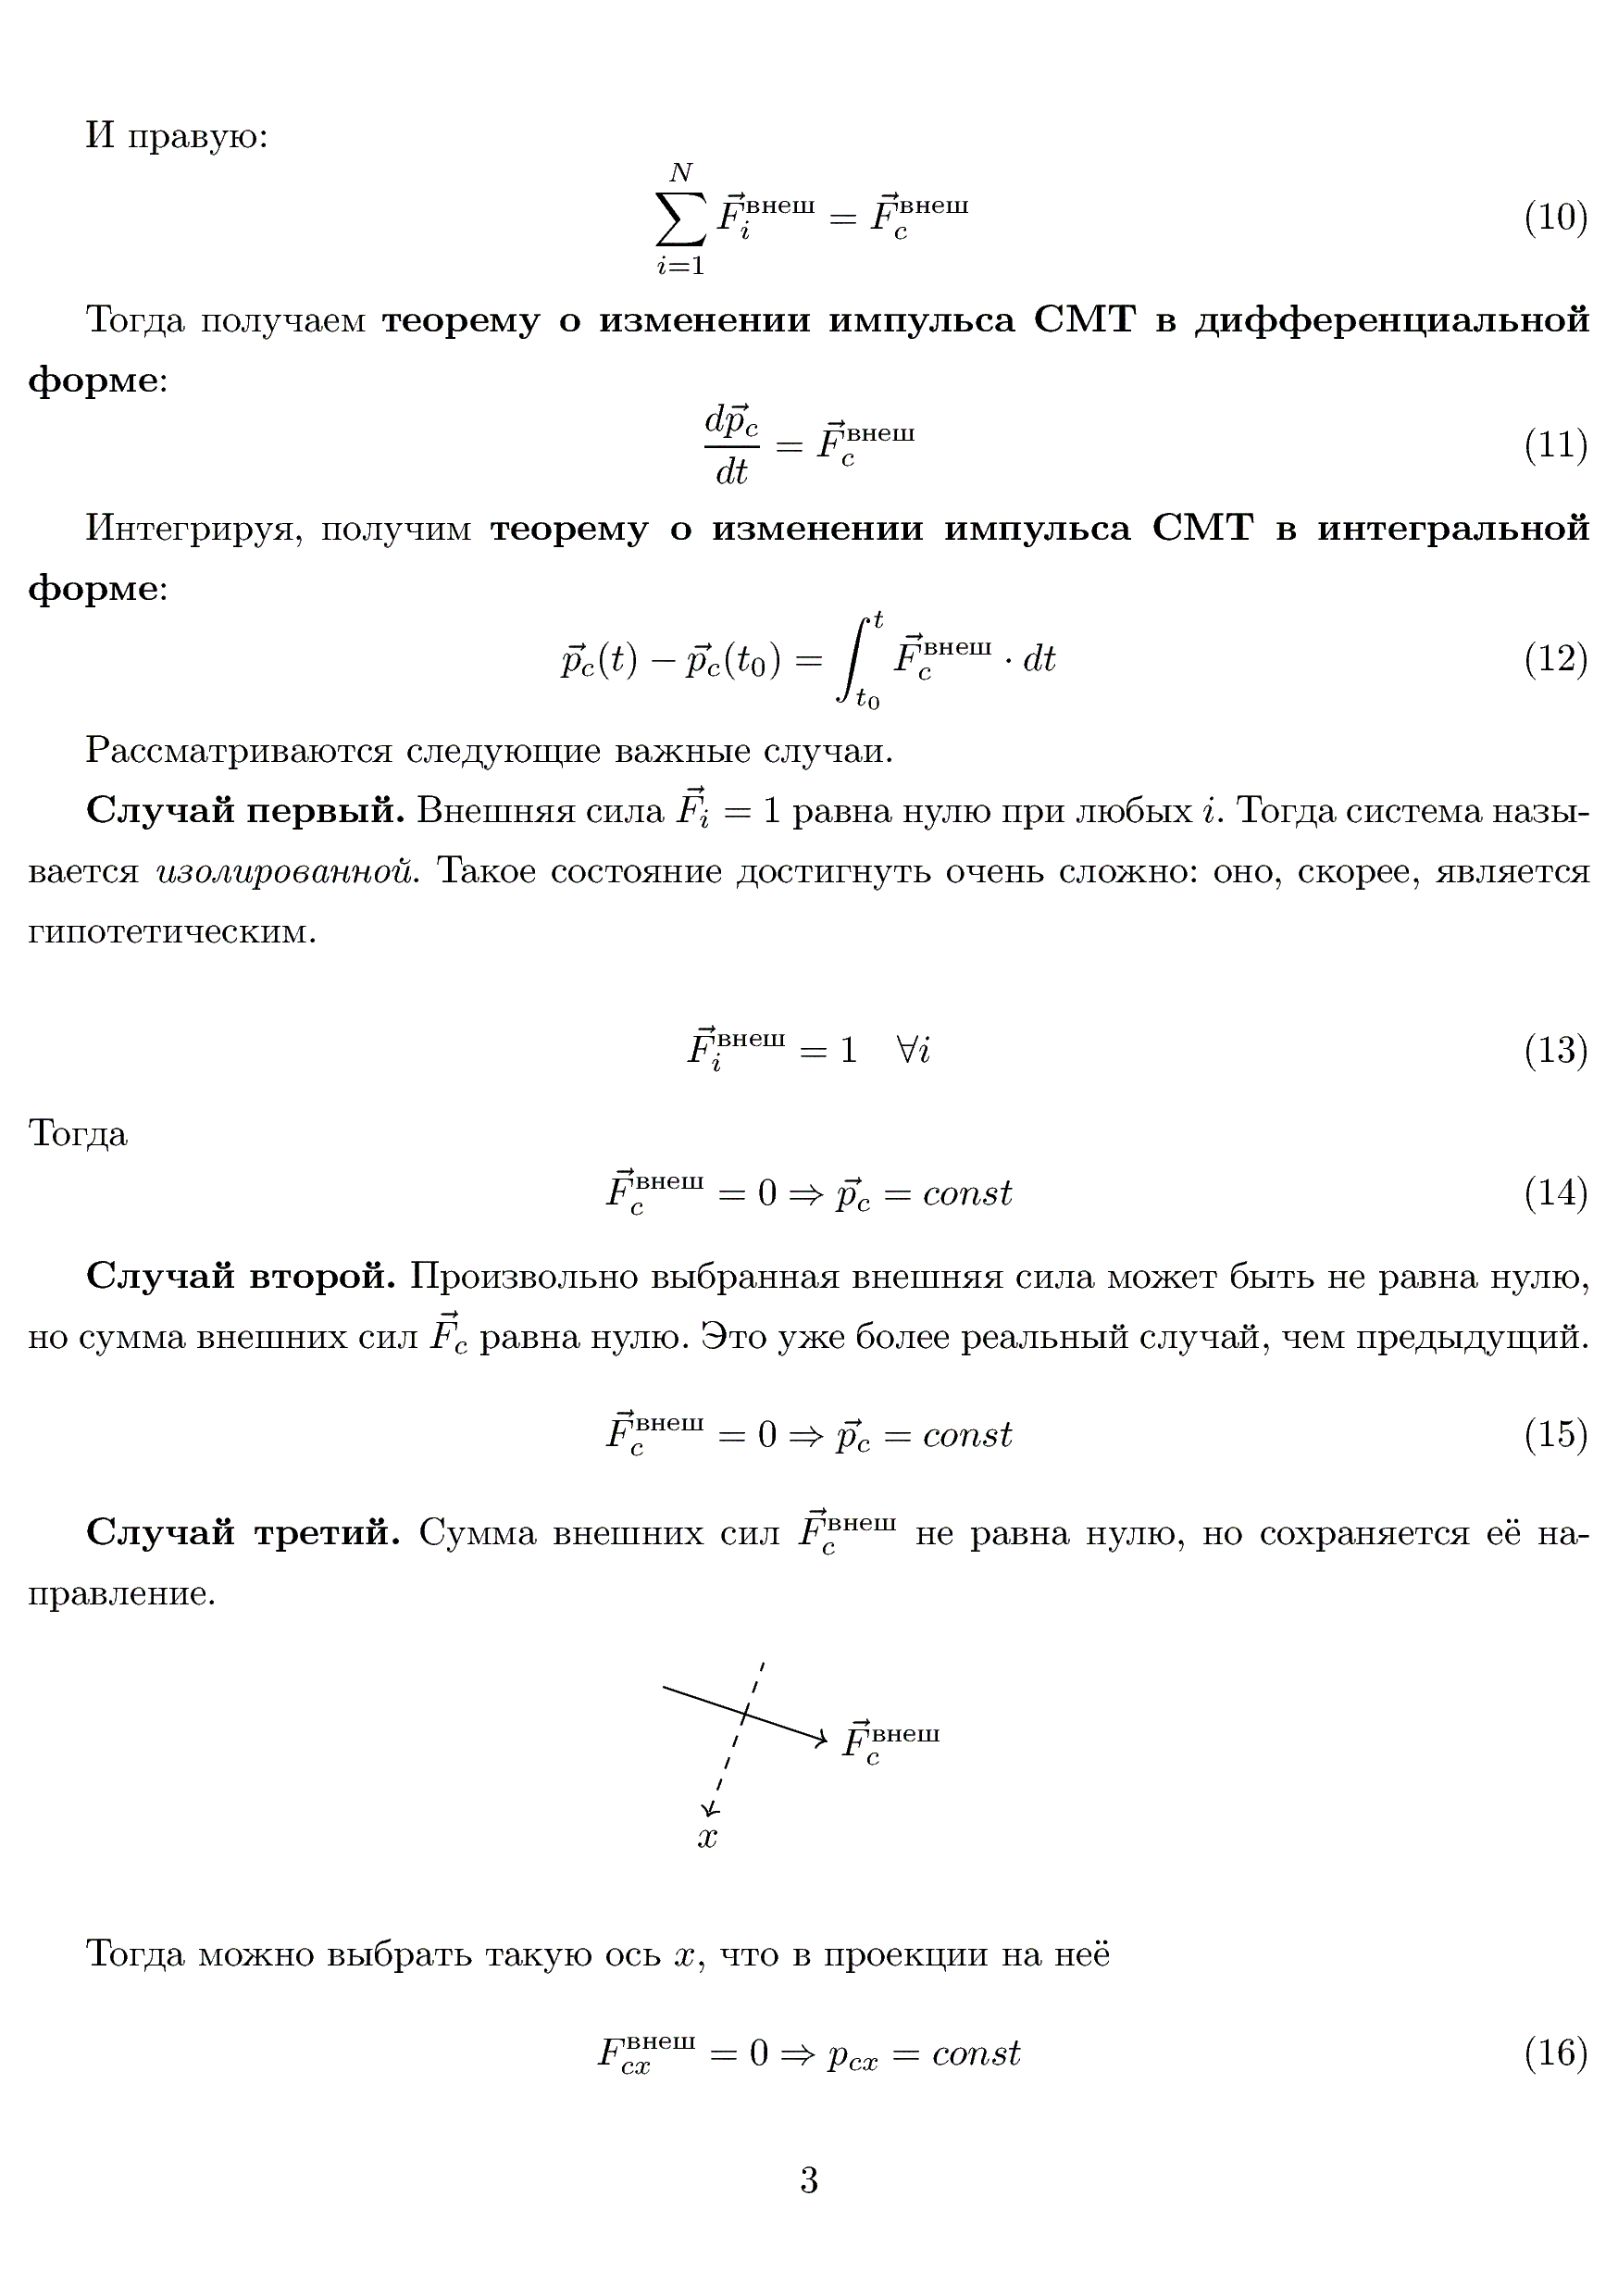 И правую:
$$\sum_{i=1}^{N} \vec{F}_i^{\text{внеш}} = \vec{F}_c^{\text{внеш}} \quad (10)$$
Тогда получаем теорему о изменении импульса СМТ в дифференциальной
форме:
$$\frac{d\vec{p}_c}{dt} = \vec{F}_c^{\text{внеш}} \quad (11)$$
Интегрируя, получим теорему о изменении импульса СМТ в интегральной
форме:
$$\vec{p}_c(t) - \vec{p}_c(t_0) = \int_{t_0}^{t} \vec{F}_c^{\text{внеш}} \cdot dt \quad (12)$$
Рассматриваются следующие важные случаи.
Случай первый. Внешняя сила $\vec{F}_i = 1$ равна нулю при любых $i$. Тогда система назы-
вается изолированной. Такое состояние достигнуть очень сложно: оно, скорее, является
гипотетическим.
$$\vec{F}_i^{\text{внеш}} = 1 \quad \forall i \quad (13)$$
Тогда
$$\vec{F}_c^{\text{внеш}} = 0 \Rightarrow \vec{p}_c = const \quad (14)$$
Случай второй. Произвольно выбранная внешняя сила может быть не равна нулю,
но сумма внешних сил $\vec{F}_c$ равна нулю. Это уже более реальный случай, чем предыдущий.
$$\vec{F}_c^{\text{внеш}} = 0 \Rightarrow \vec{p}_c = const \quad (15)$$
Случай третий. Сумма внешних сил $\vec{F}_c^{\text{внеш}}$ не равна нулю, но сохраняется её на-
правление.
$\vec{F}_c^{\text{внеш}}$
$x$
Тогда можно выбрать такую ось $x$, что в проекции на неё
$$F_{cx}^{\text{внеш}} = 0 \Rightarrow p_{cx} = const \quad (16)$$
3